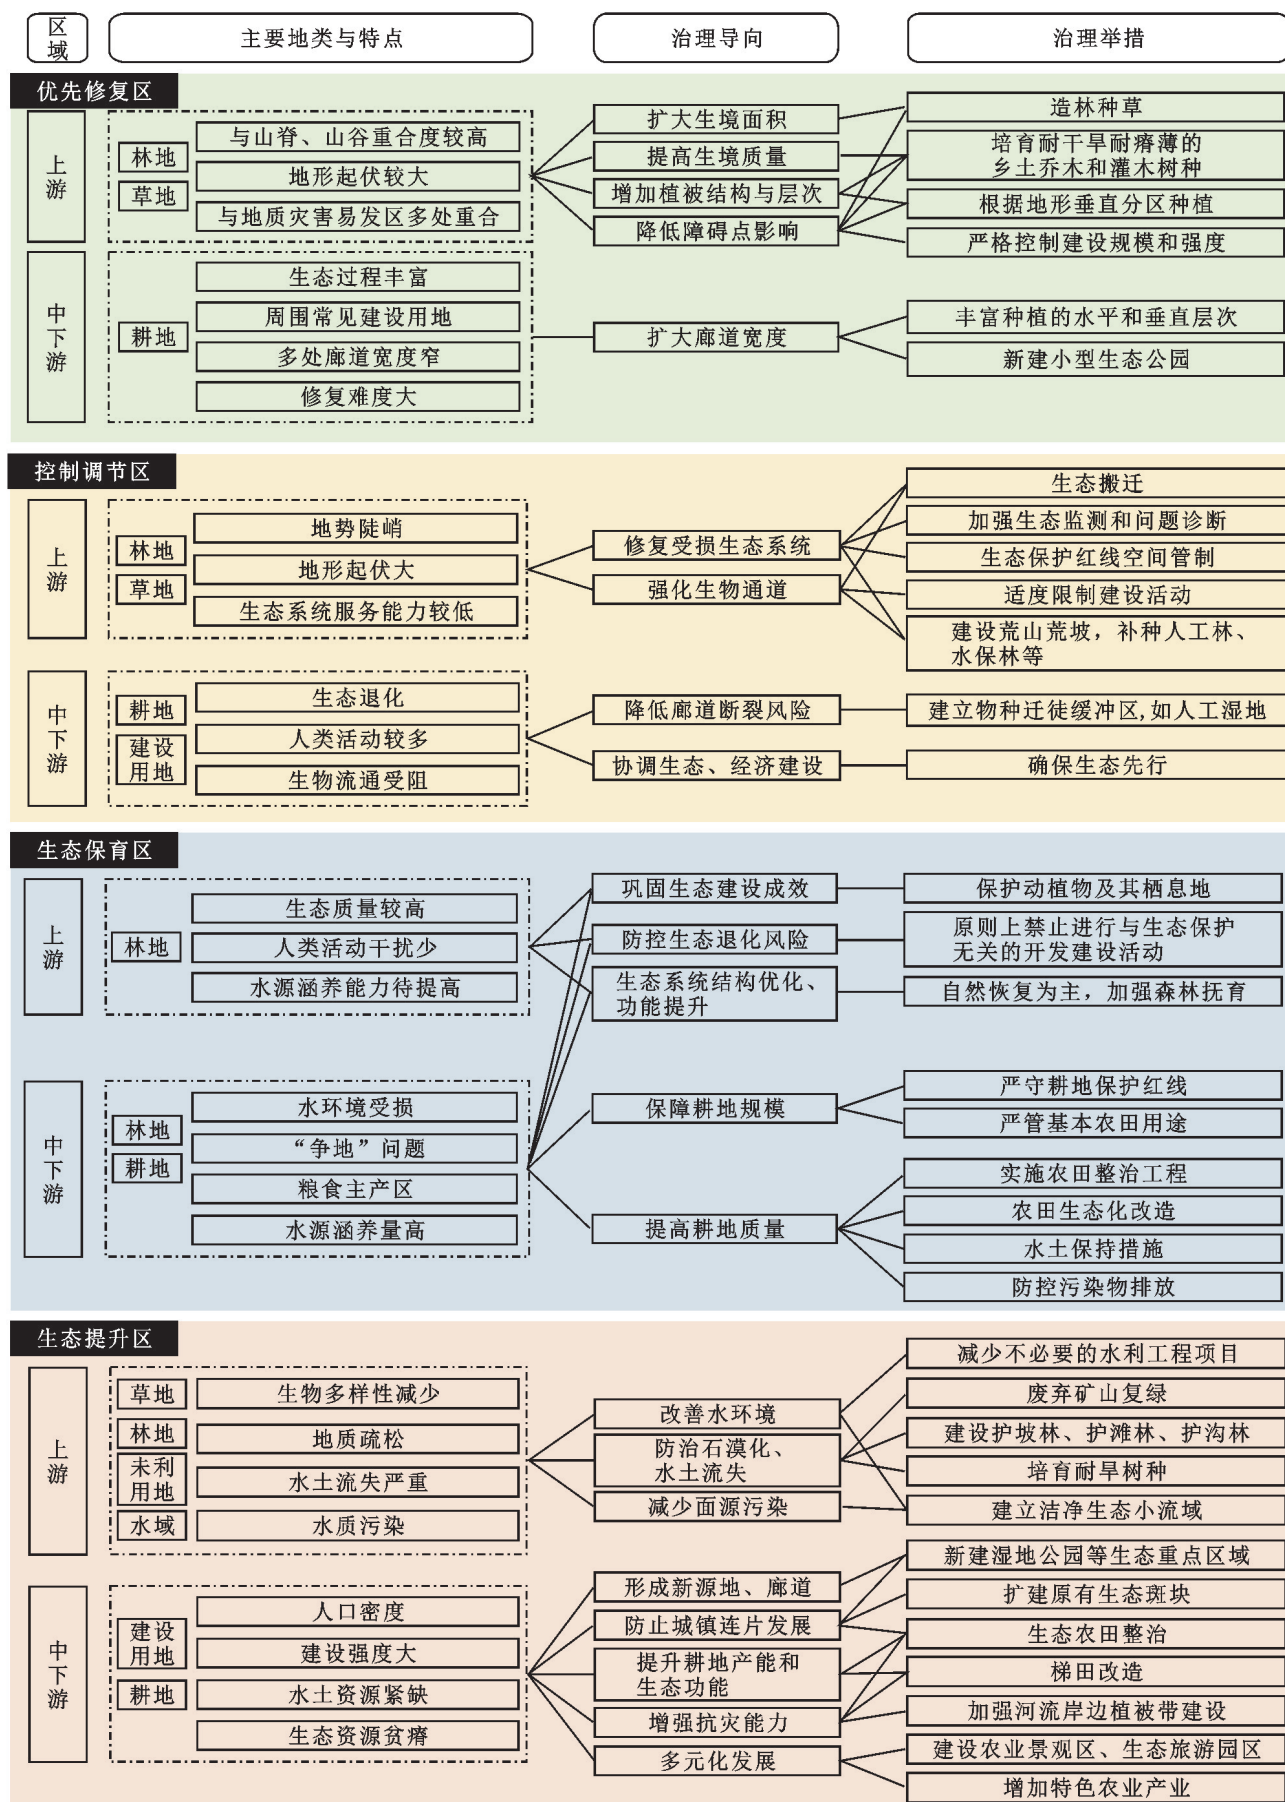 区
域
主要地类与特点
治理导向
治理举措
优先修复区
上
游
林地
草地
与山脊、山谷重合度较高
地形起伏较大
与地质灾害易发区多处重合
扩大生境面积
提高生境质量
增加植被结构与层次
降低障碍点影响
造林种草
培育耐干旱耐瘠薄的
乡土乔木和灌木树种
根据地形垂直分区种植
严格控制建设规模和强度
中
下
游
耕地
生态过程丰富
周围常见建设用地
多处廊道宽度窄
修复难度大
扩大廊道宽度
丰富种植的水平和垂直层次
新建小型生态公园
控制调节区
上
游
林地
草地
地势陡峭
地形起伏大
生态系统服务能力较低
修复受损生态系统
强化生物通道
生态搬迁
加强生态监测和问题诊断
生态保护红线空间管制
适度限制建设活动
建设荒山荒坡，补种人工林、
水保林等
中
下
游
耕地
建设
用地
生态退化
人类活动较多
生物流通受阻
降低廊道断裂风险
协调生态、经济建设
建立物种迁徙缓冲区,如人工湿地
确保生态先行
生态保育区
上
游
林地
生态质量较高
人类活动干扰少
水源涵养能力待提高
巩固生态建设成效
防控生态退化风险
生态系统结构优化、
功能提升
保护动植物及其栖息地
原则上禁止进行与生态保护
无关的开发建设活动
自然恢复为主，加强森林抚育
中
下
游
林地
耕地
水环境受损
“争地”问题
粮食主产区
水源涵养量高
保障耕地规模
提高耕地质量
严守耕地保护红线
严管基本农田用途
实施农田整治工程
农田生态化改造
水土保持措施
防控污染物排放
生态提升区
上
游
草地
林地
未利
用地
水域
生物多样性减少
地质疏松
水土流失严重
水质污染
改善水环境
防治石漠化、
水土流失
减少面源污染
减少不必要的水利工程项目
废弃矿山复绿
建设护坡林、护滩林、护沟林
培育耐旱树种
建立洁净生态小流域
中
下
游
建设
用地
耕地
人口密度
建设强度大
水土资源紧缺
生态资源贫瘠
形成新源地、廊道
防止城镇连片发展
提升耕地产能和
生态功能
增强抗灾能力
多元化发展
新建湿地公园等生态重点区域
扩建原有生态斑块
生态农田整治
梯田改造
加强河流岸边植被带建设
建设农业景观区、生态旅游园区
增加特色农业产业